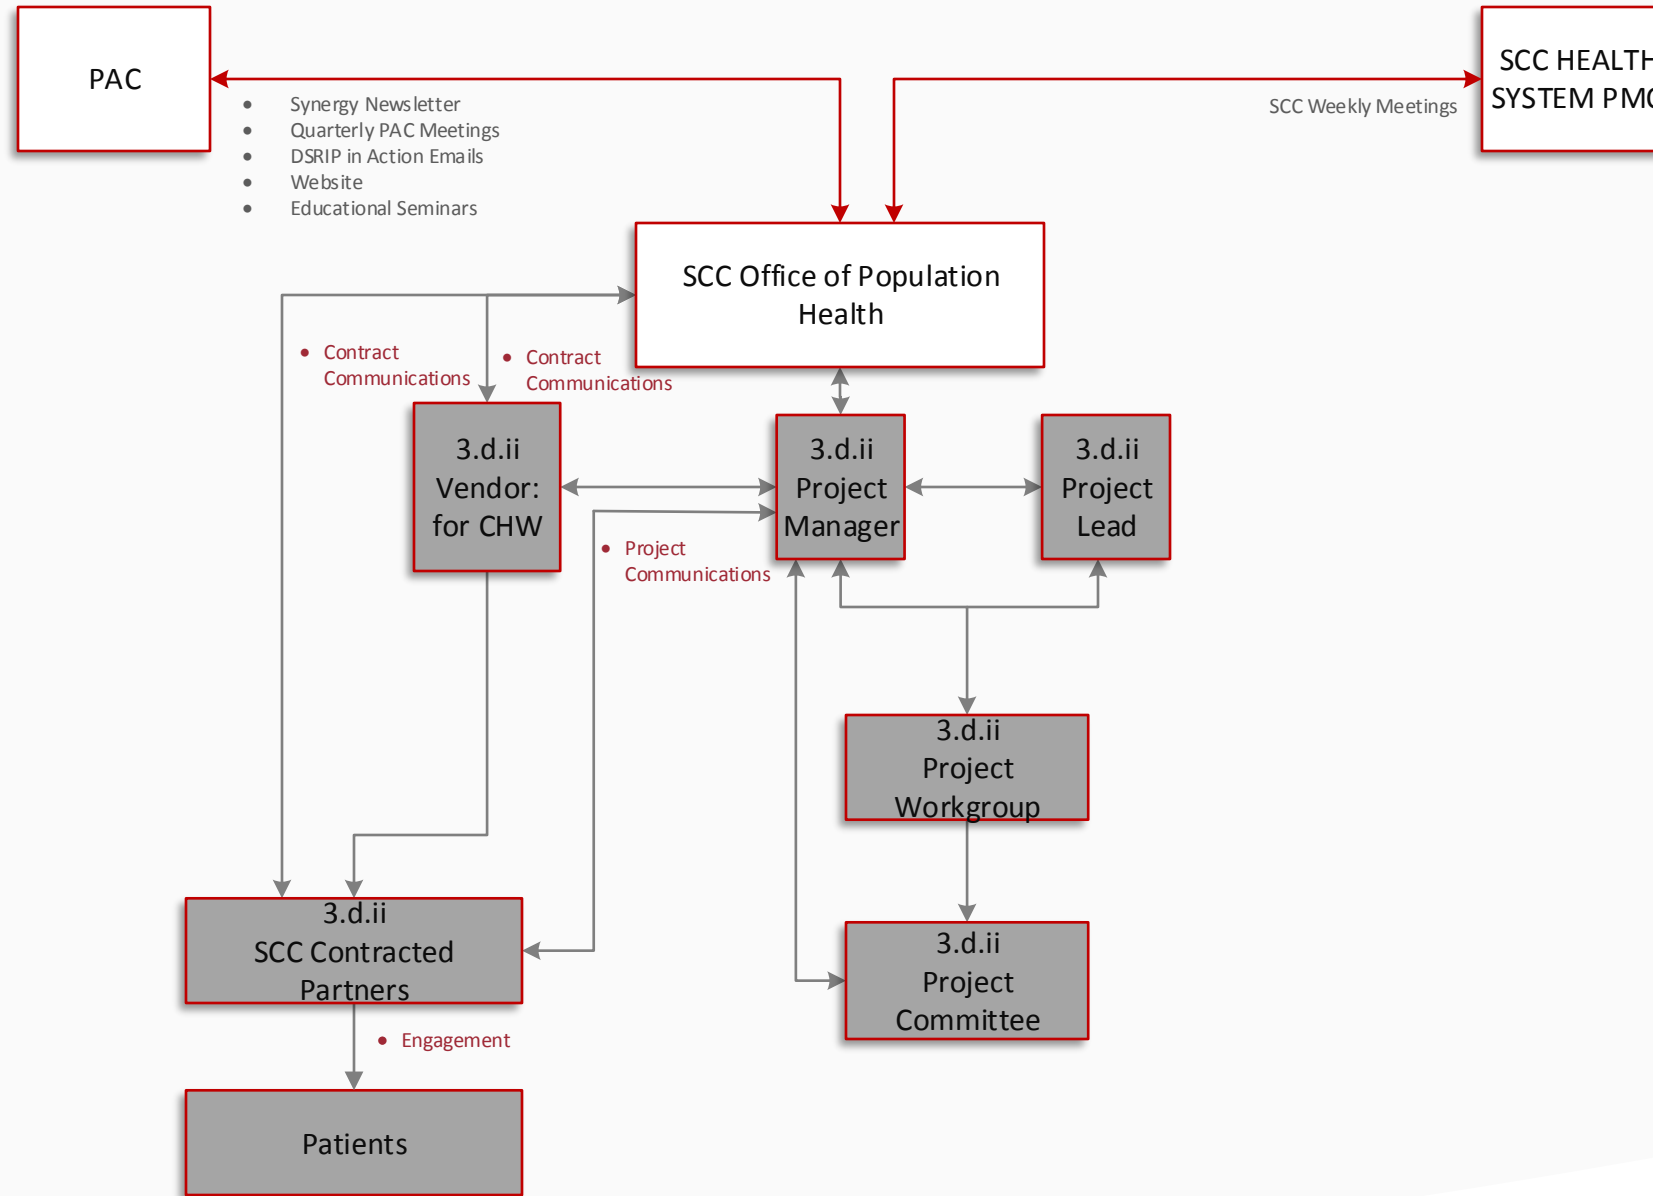 PAC
SCC HEALTH
SYSTEM PMO
• Synergy Newsletter
• Quarterly PAC Meetings
• DSRIP in Action Emails
• Website
• Educational Seminars
SCC Weekly Meetings
SCC Office of Population
Health
• Contract
Communications
• Contract
Communications
3.d.ii
Vendor:
for CHW
3.d.ii
Project
Manager
3.d.ii
Project
Lead
• Project
Communications
3.d.ii
Project
Workgroup
3.d.ii
SCC Contracted
Partners
3.d.ii
Project
Committee
• Engagement
Patients